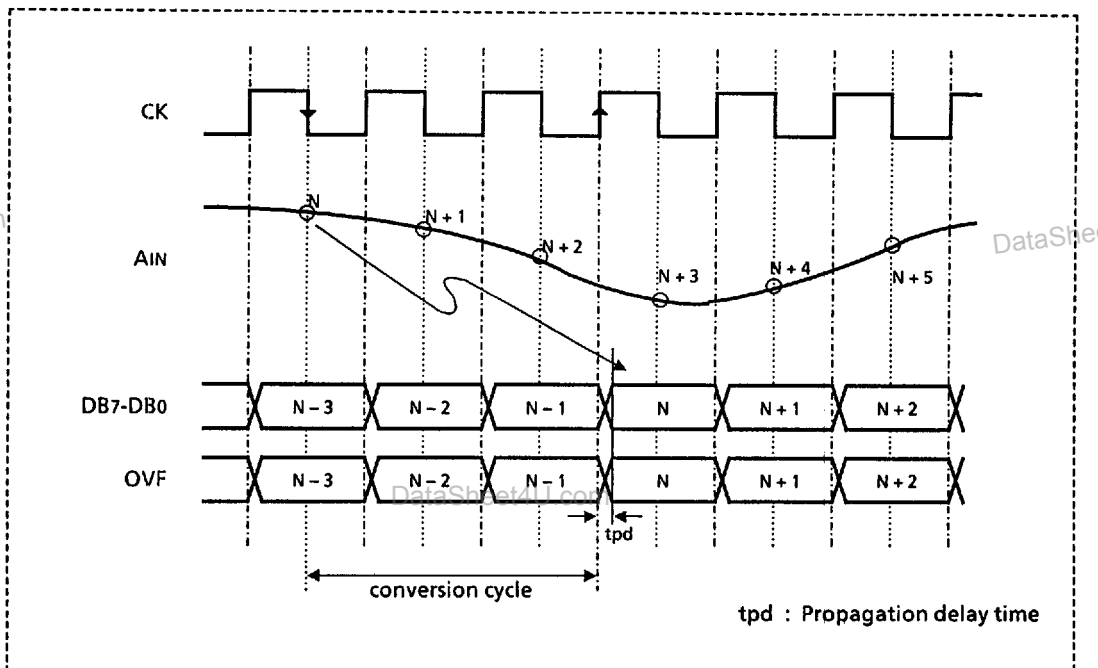 CK
N
N + 1
N + 2
N + 3
N + 4
N + 5
AIN
DataShee
DB7-DB0
N – 3
N – 2
N – 1
N
N + 1
N + 2
OVF
N – 3
N – 2
N – 1
N
N + 1
N + 2
DataSheet4U.com
tpd
conversion cycle
tpd : Propagation delay time